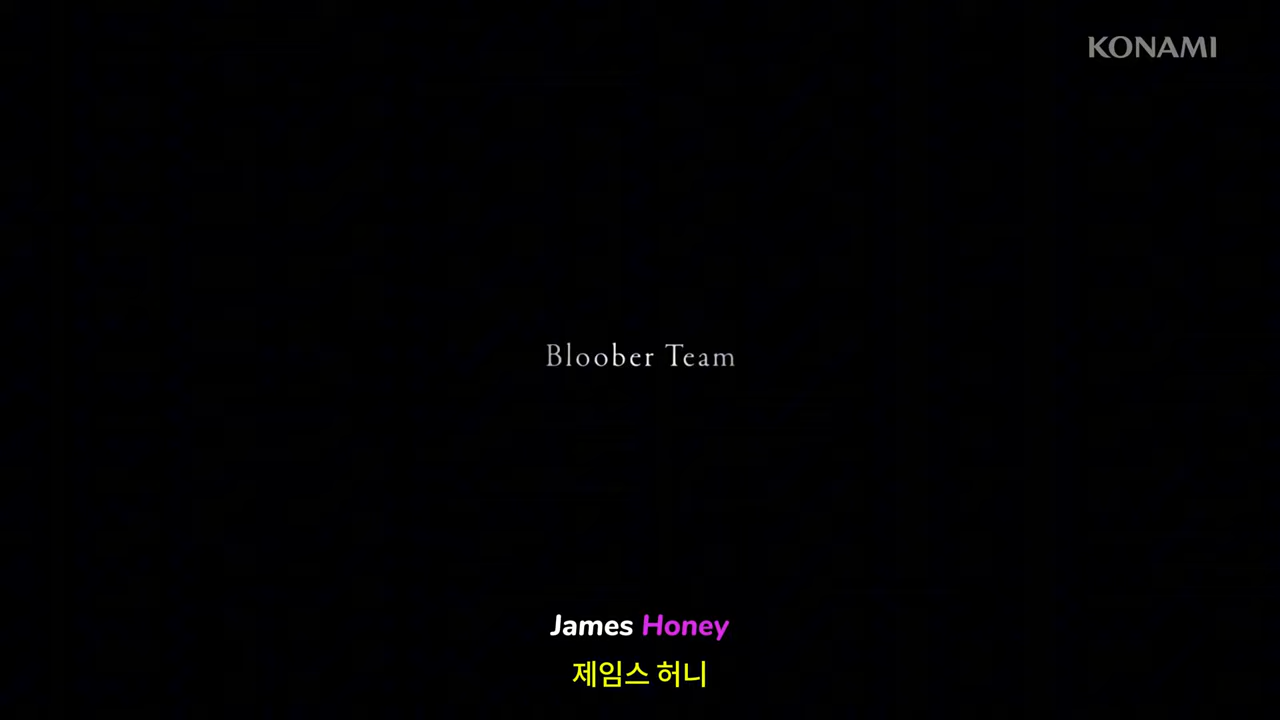 KONAMI
Bloober Team
James Honey
제임스 허니